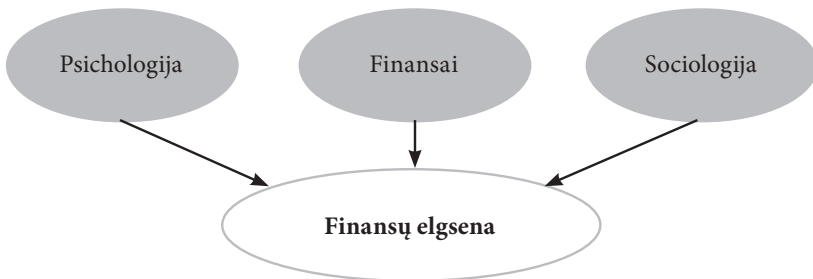 Psichologija
Finansai
Sociologija
Finansų elgsena